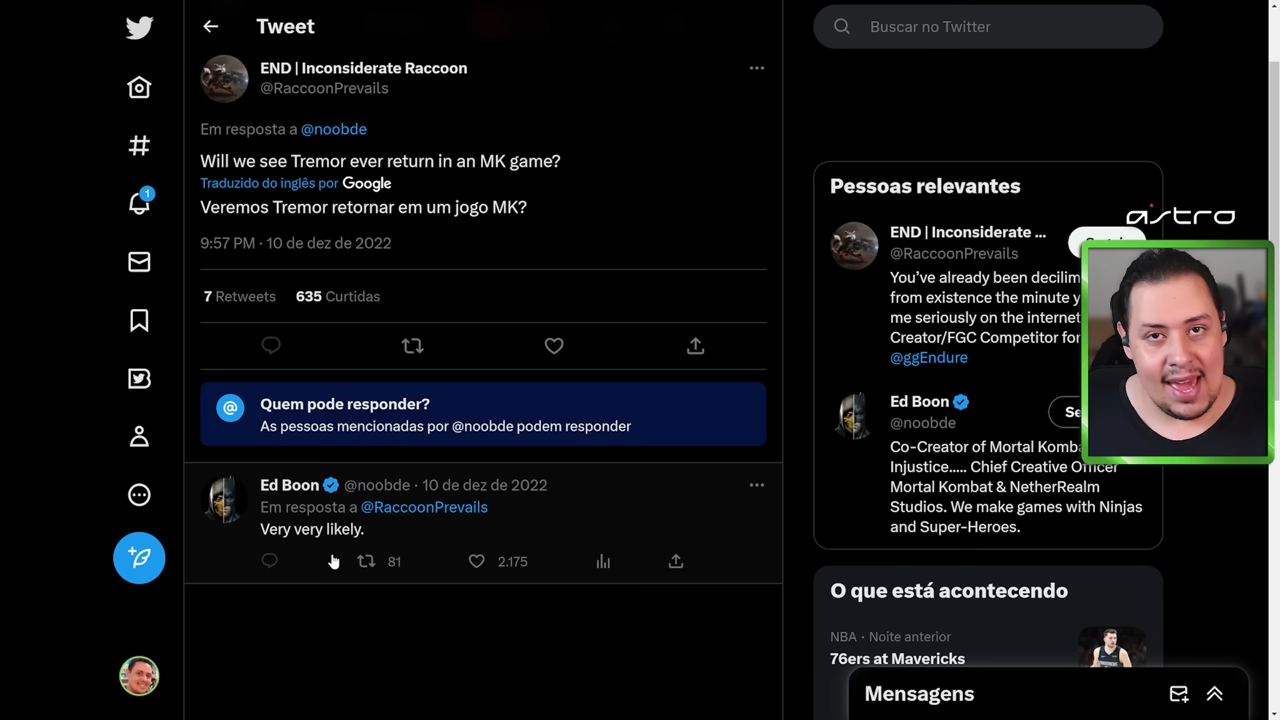 Tweet
END | Inconsiderate Raccoon
@RaccoonPrevails
Em resposta a @noobde
Will we see Tremor ever return in an MK game?
Traduzido do inglês por Google
Veremos Tremor retornar em um jogo MK?
9:57 PM · 10 de dez de 2022
7 Retweets 635 Curtidas
@
Quem pode responder?
As pessoas mencionadas por @noobde podem responder
Ed Boon @noobde · 10 de dez de 2022
Em resposta a @RaccoonPrevails
Very very likely.
81 2.175
1
Buscar no Twitter
Pessoas relevantes
astro
END | Inconsiderate ...
@RaccoonPrevails
You've already been
from existence the minute
me seriously on the internet
Creator/FGC Competitor for
@ggEndure
Ed Boon
@noobde
Co-Creator of Mortal
Injustice..... Chief Creative Officer
Mortal Kombat & NetherRealm
Studios. We make games with Ninjas
and Super-Heroes.
O que está acontecendo
NBA · Noite anterior
76ers at Mavericks
Mensagens